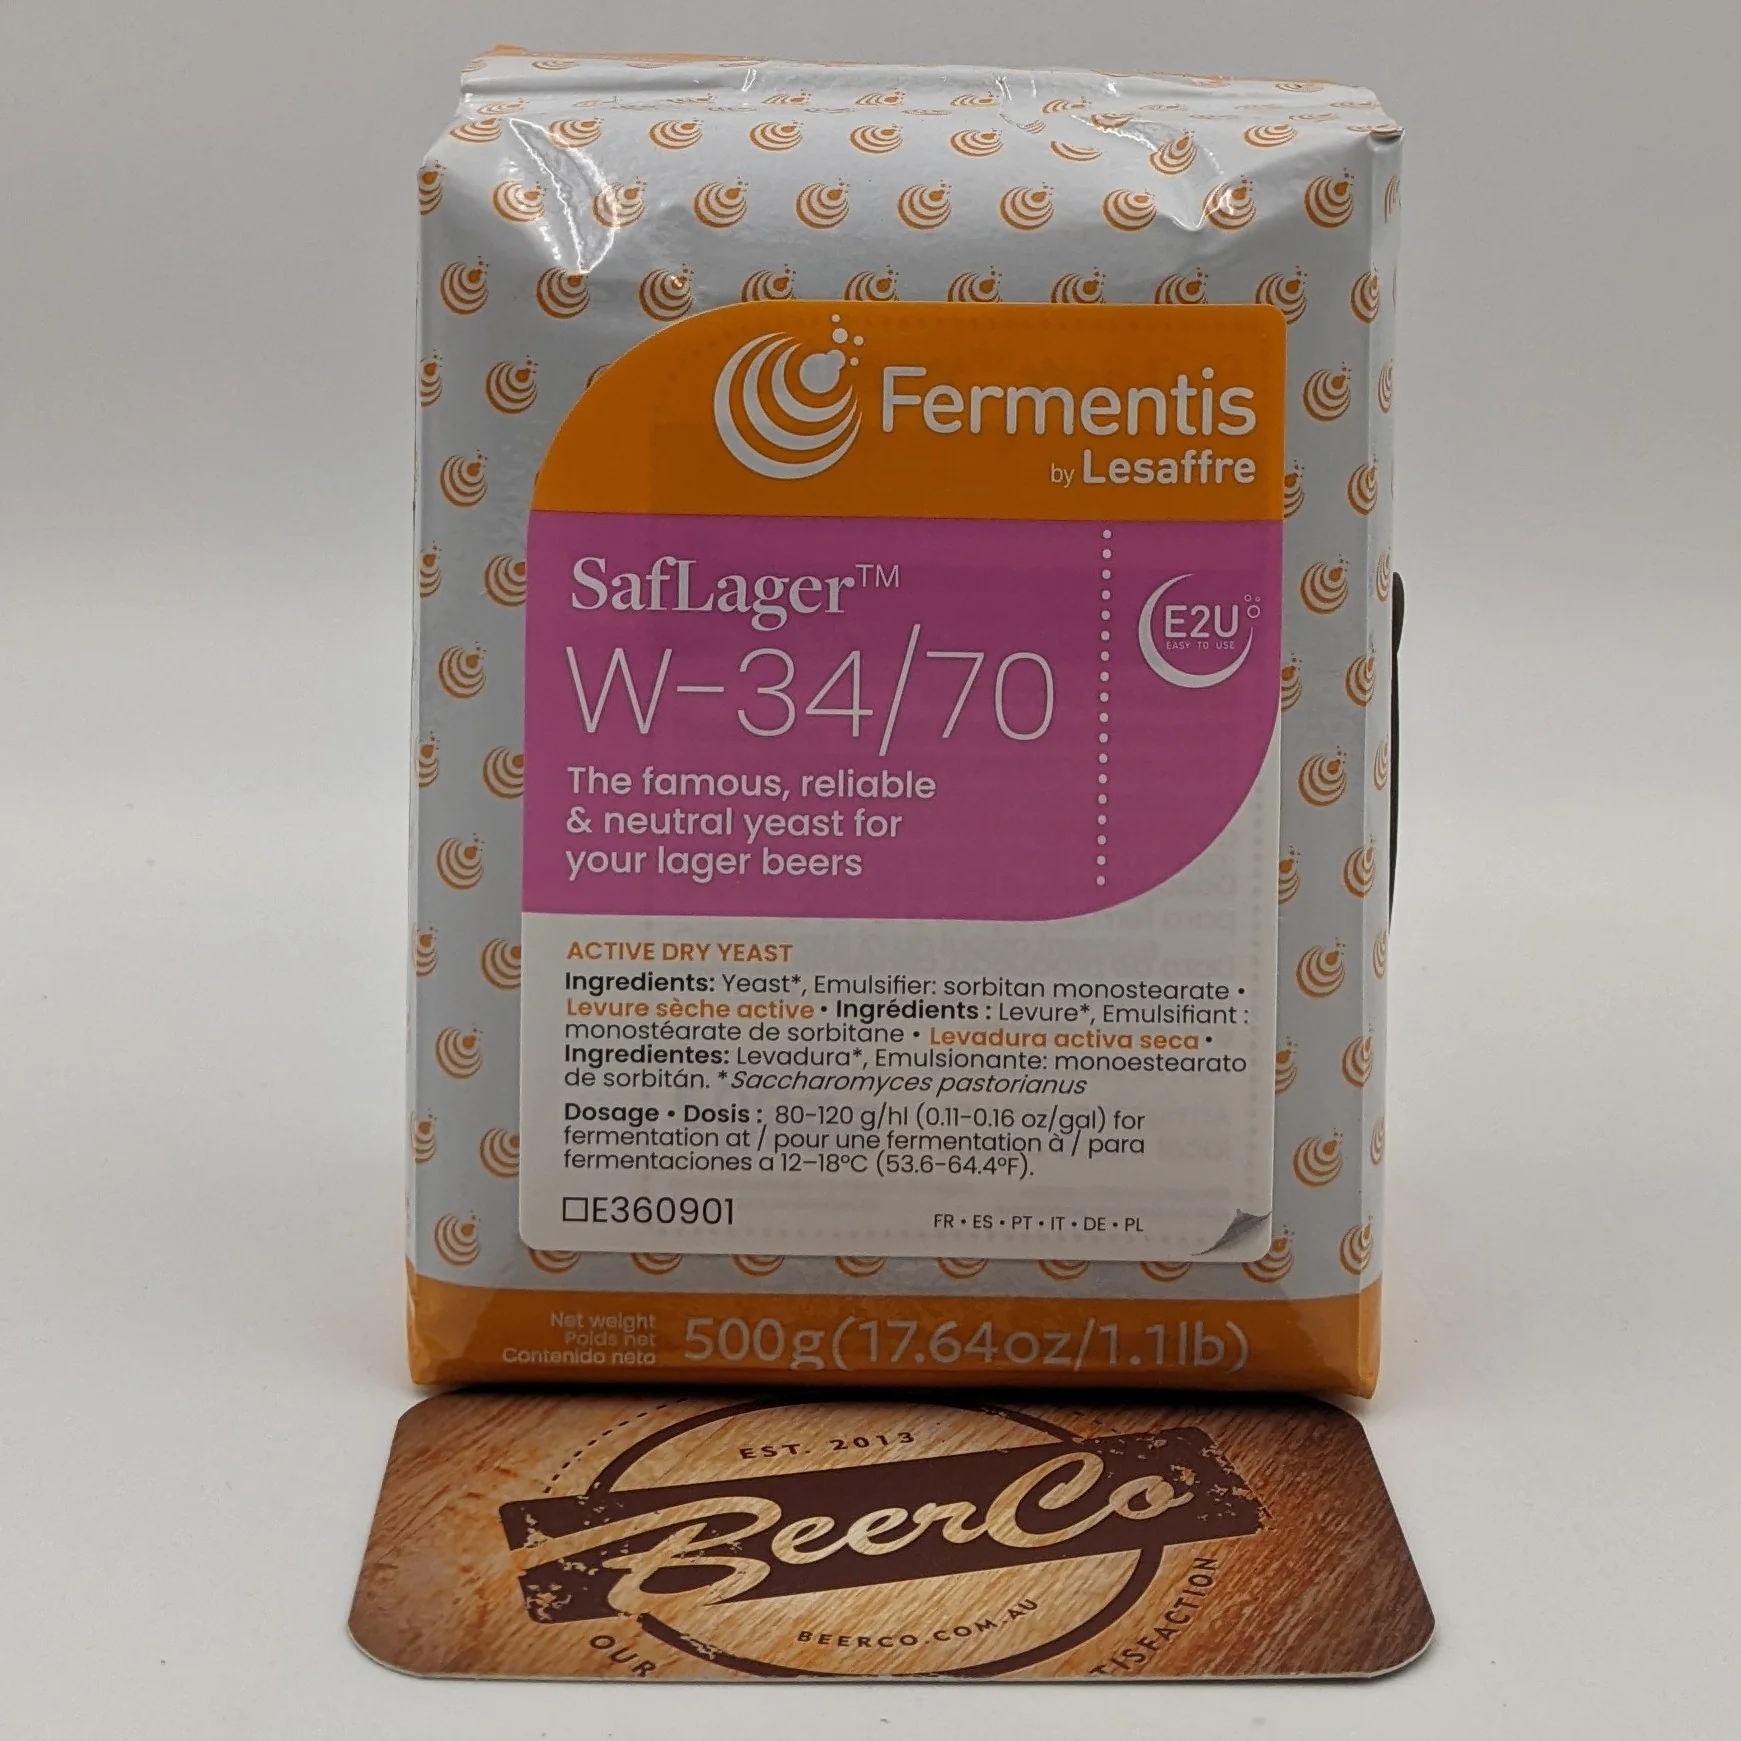 Fermentis
by Lesaffre
SafLager™
W-34/70
E2U
EASY TO USE
The famous, reliable
& neutral yeast for
your lager beers
ACTIVE DRY YEAST
Ingredients: Yeast*, Emulsifier: sorbitan monostearate •
Levure sèche active • Ingrédients : Levure*, Emulsifiant :
monostéarate de sorbitane • Levadura activa seca •
Ingredientes: Levadura*, Emulsionante: monoestearato
de sorbitán. *Saccharomyces pastorianus
Dosage • Dosis : 80-120 g/hl (0.11-0.16 oz/gal) for
fermentation at / pour une fermentation à / para
fermentaciones a 12-18°C (53.6-64.4°F).
E360901
FR • ES • PT • IT • DE • PL
Net weight
Poids net
Contenido neto
500g(17.64oz/1.1lb)
EST. 2013
BeerCo
BEERCO.COM.AU
OUR
TISFACTION